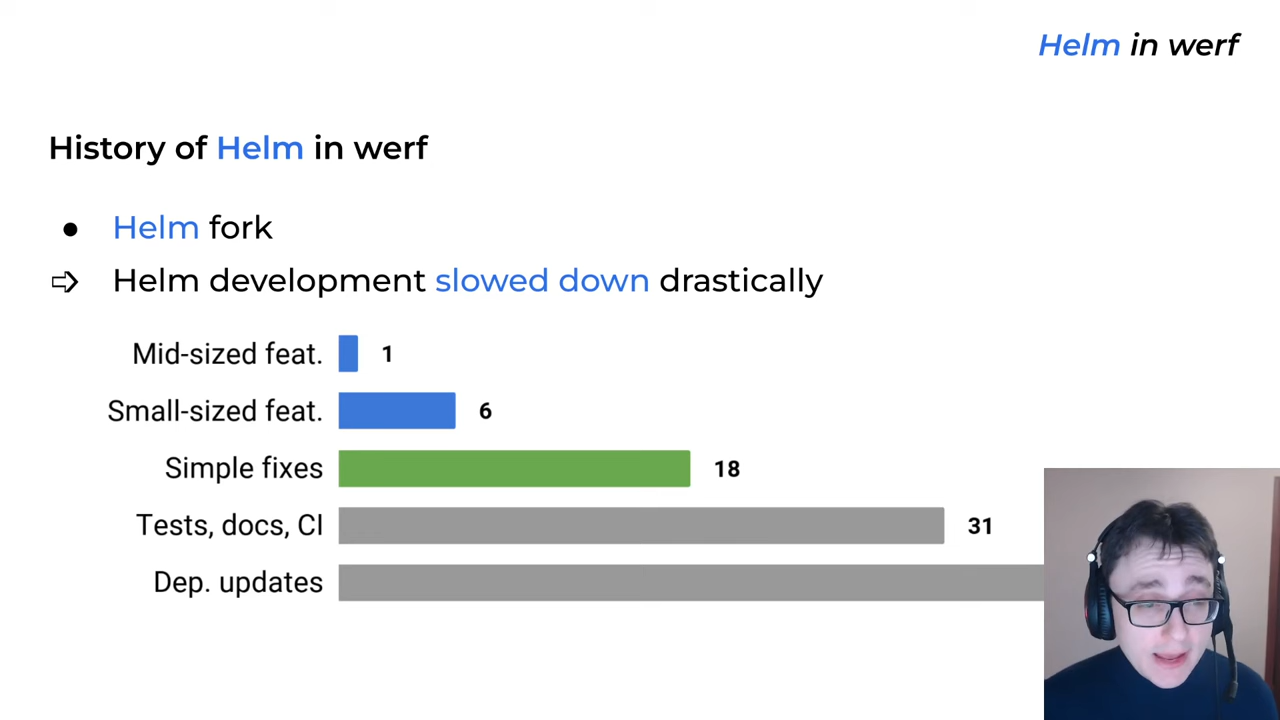 Helm in werf
History of Helm in werf
● Helm fork
⇨ Helm development slowed down drastically
Mid-sized feat. 1
Small-sized feat. 6
Simple fixes 18
Tests, docs, CI 31
Dep. updates